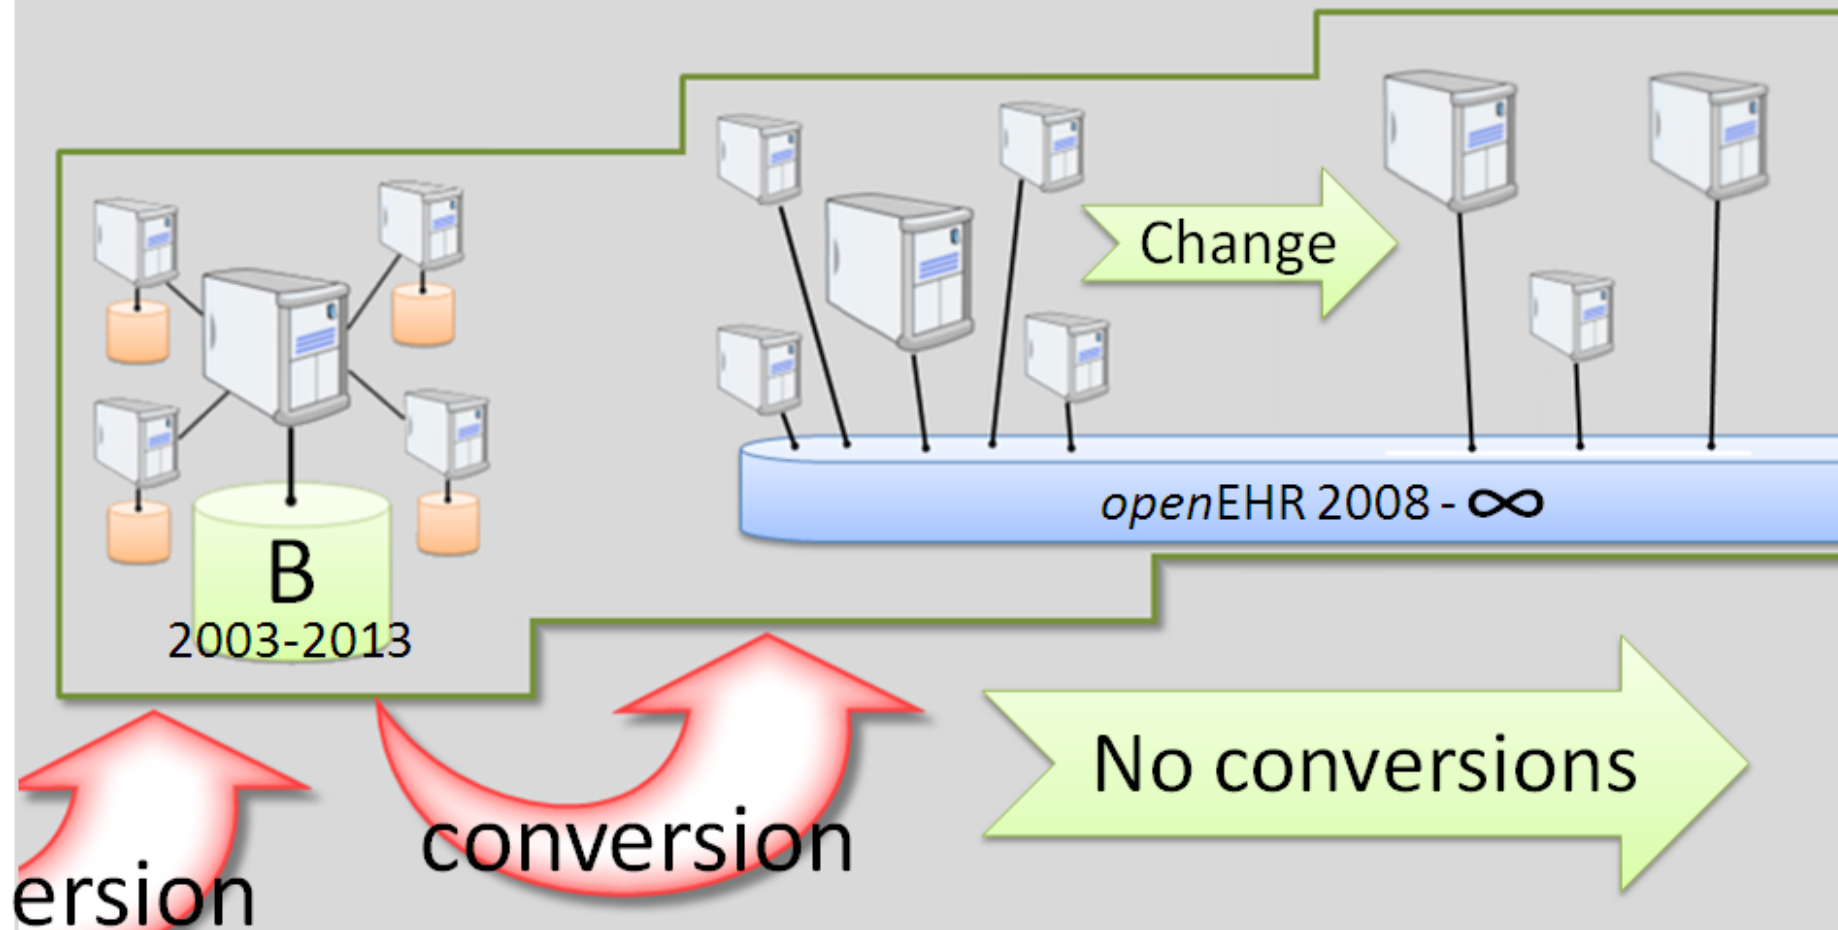 Change
openEHR 2008 - ∞
B
2003-2013
No conversions
conversion
ersion